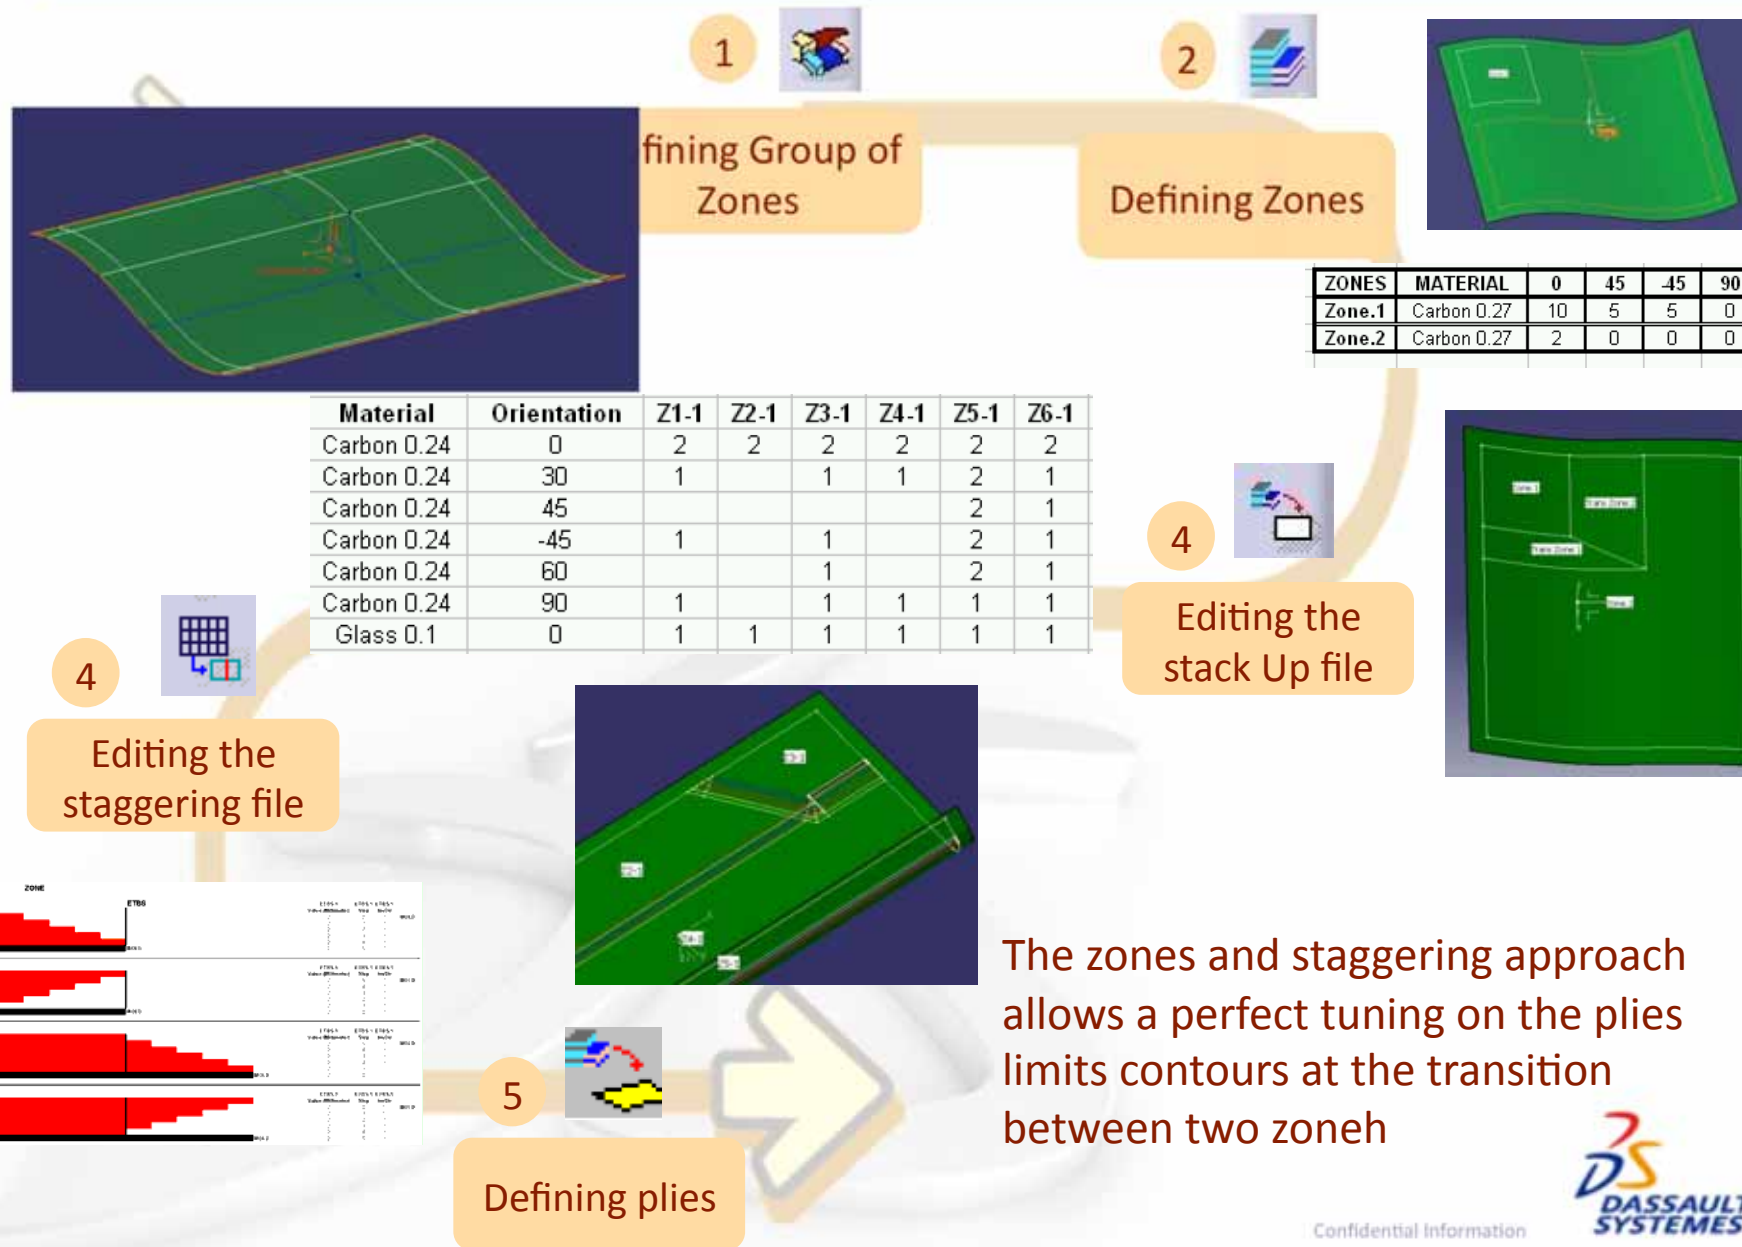 1
fining Group of
Zones
2
Defining Zones
ZONES MATERIAL 0 45 -45 90
Zone.1 Carbon 0.27 10 5 5 0
Zone.2 Carbon 0.27 2 0 0 0
Material Orientation Z1-1 Z2-1 Z3-1 Z4-1 Z5-1 Z6-1
Carbon 0.24 0 2 2 2 2 2 2
Carbon 0.24 30 1 1 1 2 1
Carbon 0.24 45 2 1
Carbon 0.24 -45 1 1 2 1
Carbon 0.24 60 1 2 1
Carbon 0.24 90 1 1 1 1 1
Glass 0.1 0 1 1 1 1 1 1
4
Editing the
stack Up file
4
Editing the
staggering file
ZONE
ETBS
5
Defining plies
The zones and staggering approach
allows a perfect tuning on the plies
limits contours at the transition
between two zoneh
DASSAULT
SYSTEMES
Confidential Information